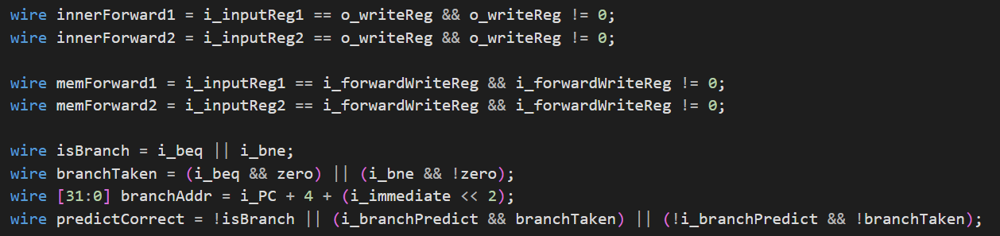 wire innerForward1 = i_inputReg1 == o_writeReg && o_writeReg != 0;
wire innerForward2 = i_inputReg2 == o_writeReg && o_writeReg != 0;
wire memForward1 = i_inputReg1 == i_forwardWriteReg && i_forwardWriteReg != 0;
wire memForward2 = i_inputReg2 == i_forwardWriteReg && i_forwardWriteReg != 0;
wire isBranch = i_beq || i_bne;
wire branchTaken = (i_beq && zero) || (i_bne && !zero);
wire [31:0] branchAddr = i_PC + 4 + (i_immediate << 2);
wire predictCorrect = !isBranch || (i_branchPredict && branchTaken) || (!i_branchPredict && !branchTaken);